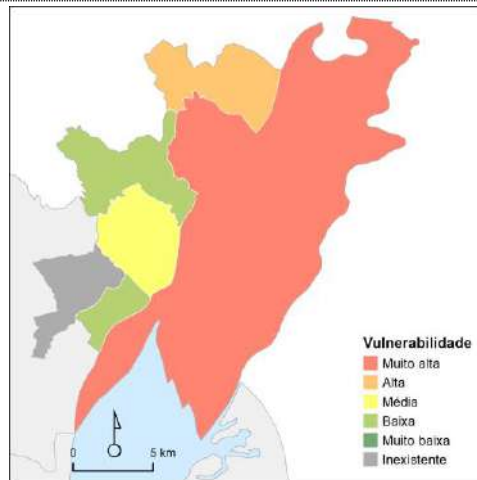 Vulnerabilidade
Muito alta
Alta
Média
Baixa
Muito baixa
Inexistente
0 5 km